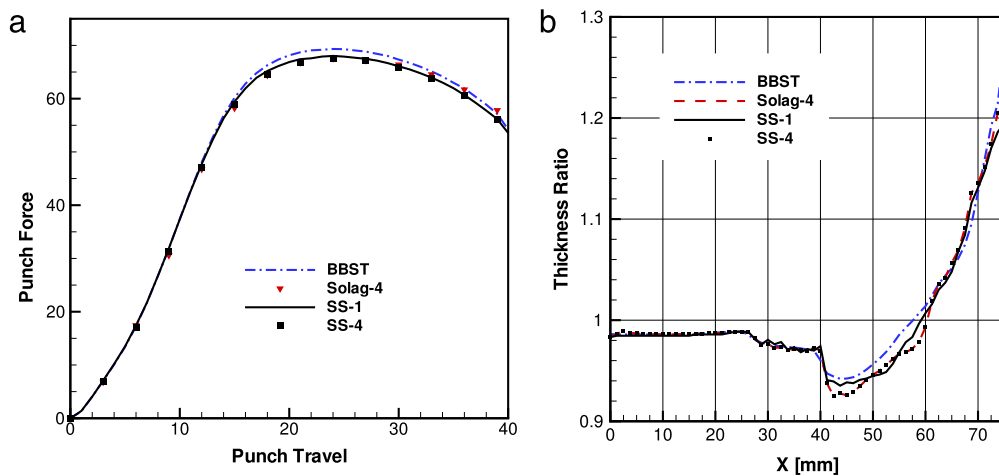 a
60
40
20
0
Punch Force
BBST
Solag-4
SS-1
SS-4
0 10 20 30 40
Punch Travel
b
1.3
1.2
1.1
1
0.9
Thickness Ratio
BBST
Solag-4
SS-1
SS-4
0 10 20 30 40 50 60 70
X [mm]